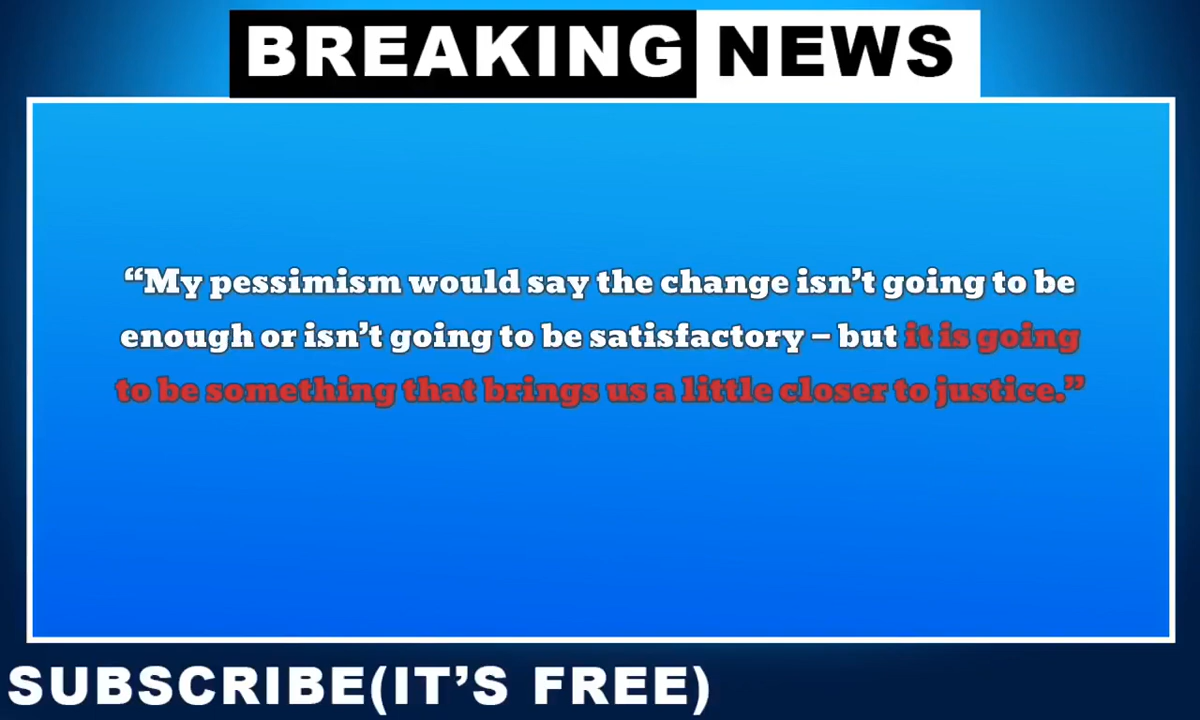 BREAKING NEWS
“My pessimism would say the change isn’t going to be
enough or isn’t going to be satisfactory – but it is going
to be something that brings us a little closer to justice.”
SUBSCRIBE(IT’S FREE)